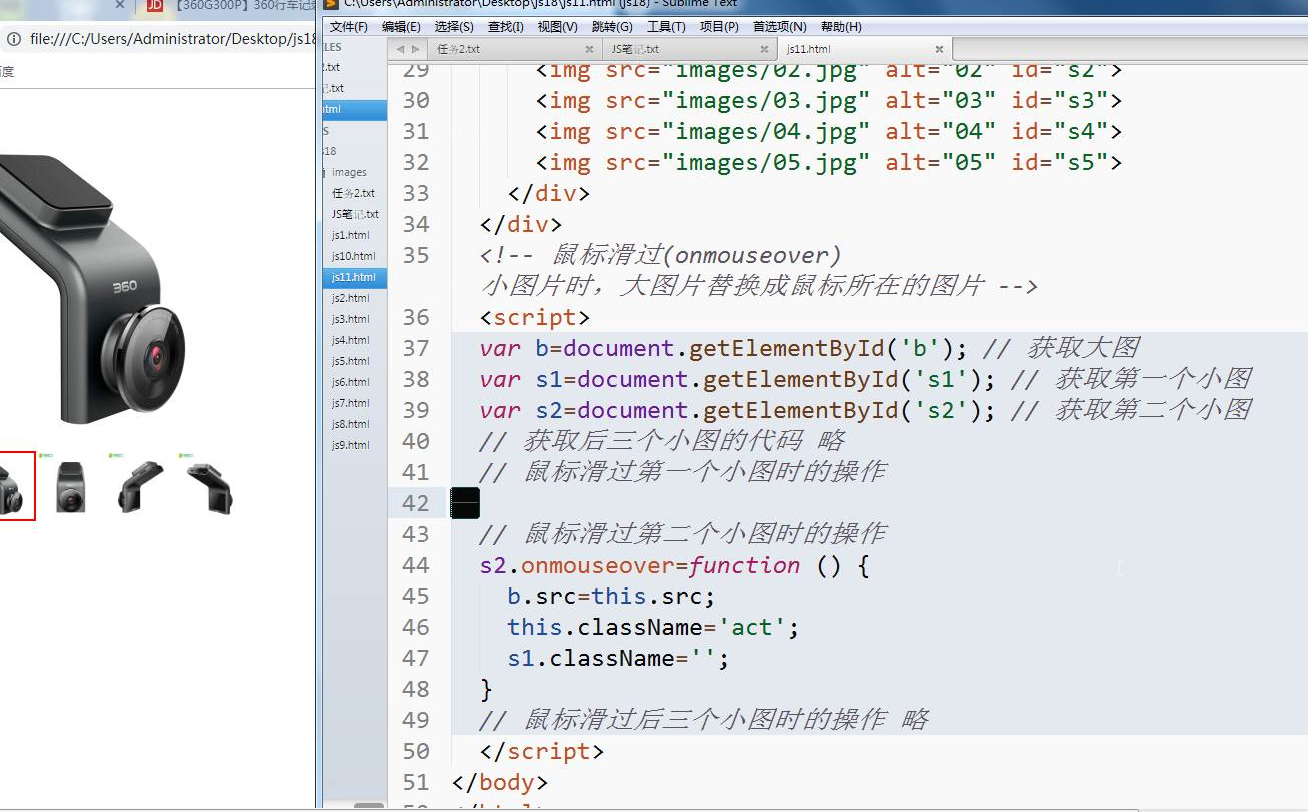 【360G300P】360行车记录
C:\Users\Administrator\Desktop\js18\js11.html (js18) - Sublime Text
file:///C:/Users/Administrator/Desktop/js18
文件(F) 编辑(E) 选择(S) 查找(I) 视图(V) 跳转(G) 工具(T) 项目(P) 首选项(N) 帮助(H)
任务2.txt JS笔记.txt js11.html
images
任务2.txt
JS笔记.txt
js1.html
js10.html
js11.html
js2.html
js3.html
js4.html
js5.html
js6.html
js7.html
js8.html
js9.html
360
29 <img src="images/02.jpg" alt="02" id="s2">
30 <img src="images/03.jpg" alt="03" id="s3">
31 <img src="images/04.jpg" alt="04" id="s4">
32 <img src="images/05.jpg" alt="05" id="s5">
33 </div>
34 </div>
35 <!-- 鼠标滑过(onmouseover)
小图片时，大图片替换成鼠标所在的图片 -->
36 <script>
37 var b=document.getElementById('b'); // 获取大图
38 var s1=document.getElementById('s1'); // 获取第一个小图
39 var s2=document.getElementById('s2'); // 获取第二个小图
40 // 获取后三个小图的代码 略
41 // 鼠标滑过第一个小图时的操作
42
43 // 鼠标滑过第二个小图时的操作
44 s2.onmouseover=function () {
45 b.src=this.src;
46 this.className='act';
47 s1.className='';
48 }
49 // 鼠标滑过后三个小图时的操作 略
50 </script>
51 </body>